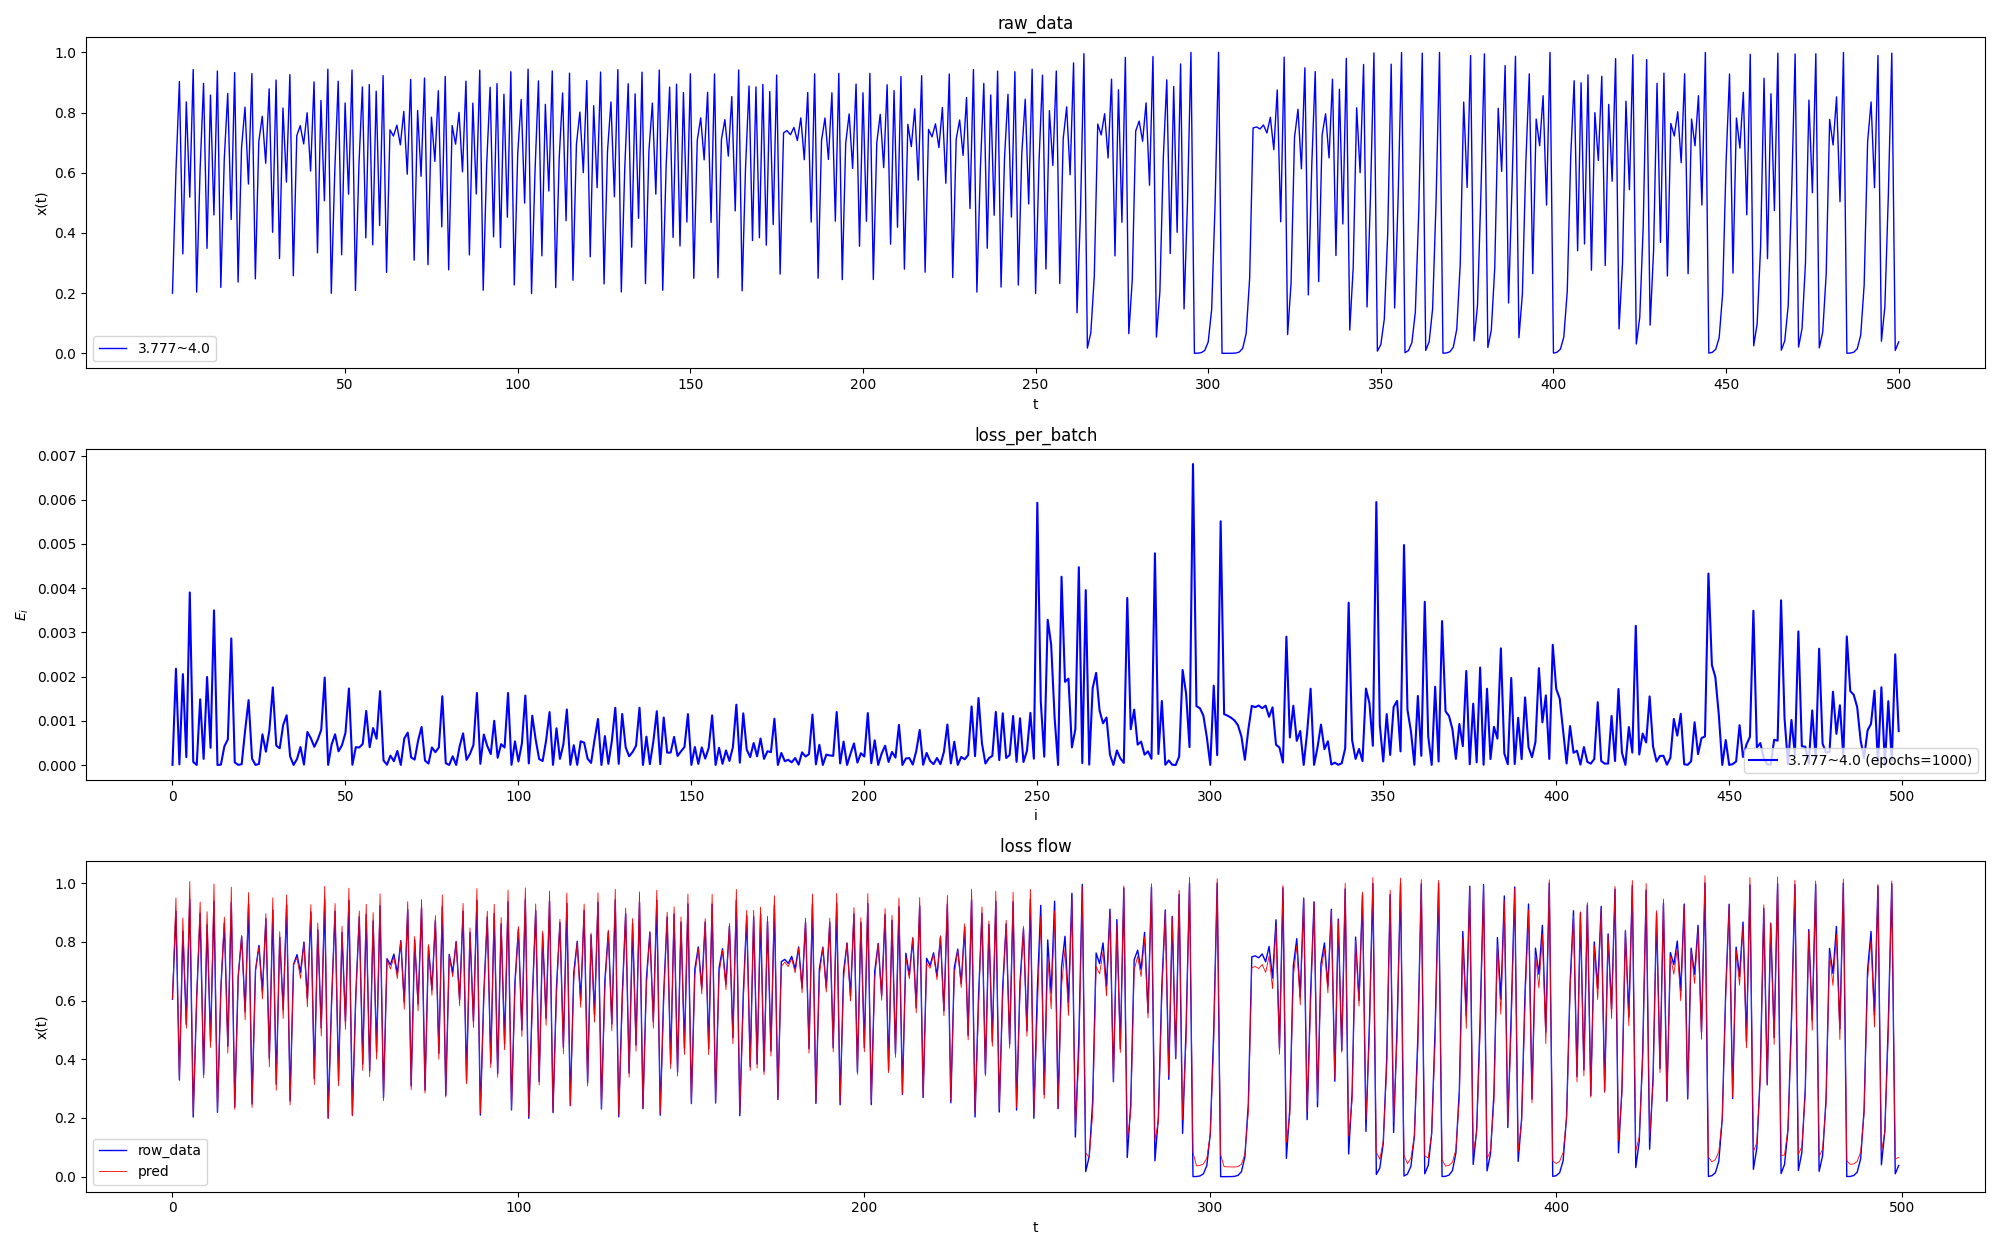 raw_data
1.0
0.8
0.6
0.4
0.2
0.0
x(t)
3.777~4.0
50 100 150 200 250 300 350 400 450 500
t
loss_per_batch
0.007
0.006
0.005
0.004
0.003
0.002
0.001
0.000
E_i
3.777~4.0 (epochs=1000)
0 50 100 150 200 250 300 350 400 450 500
i
loss flow
1.0
0.8
0.6
0.4
0.2
0.0
x(t)
row_data
pred
0 100 200 300 400 500
t